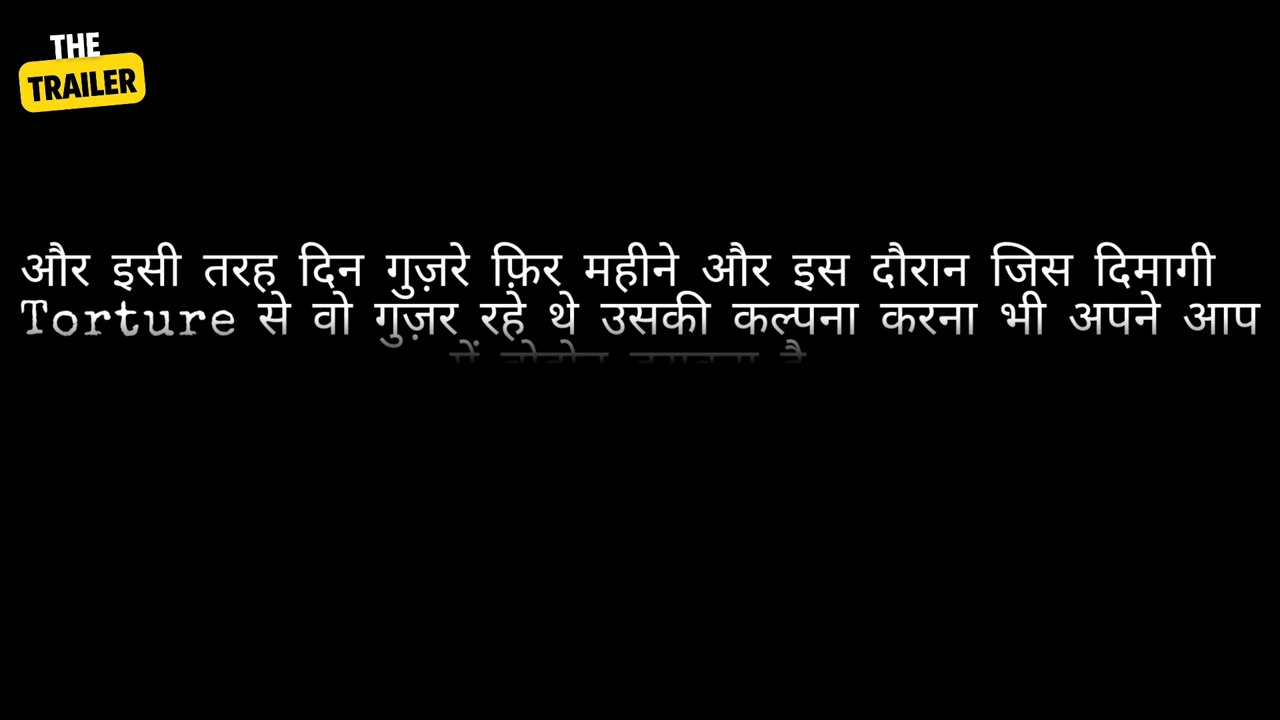 THE
TRAILER
और इसी तरह दिन गुज़रे फ़िर महीने और इस दौरान जिस दिमागी
Torture से वो गुज़र रहे थे उसकी कल्पना करना भी अपने आप
में है